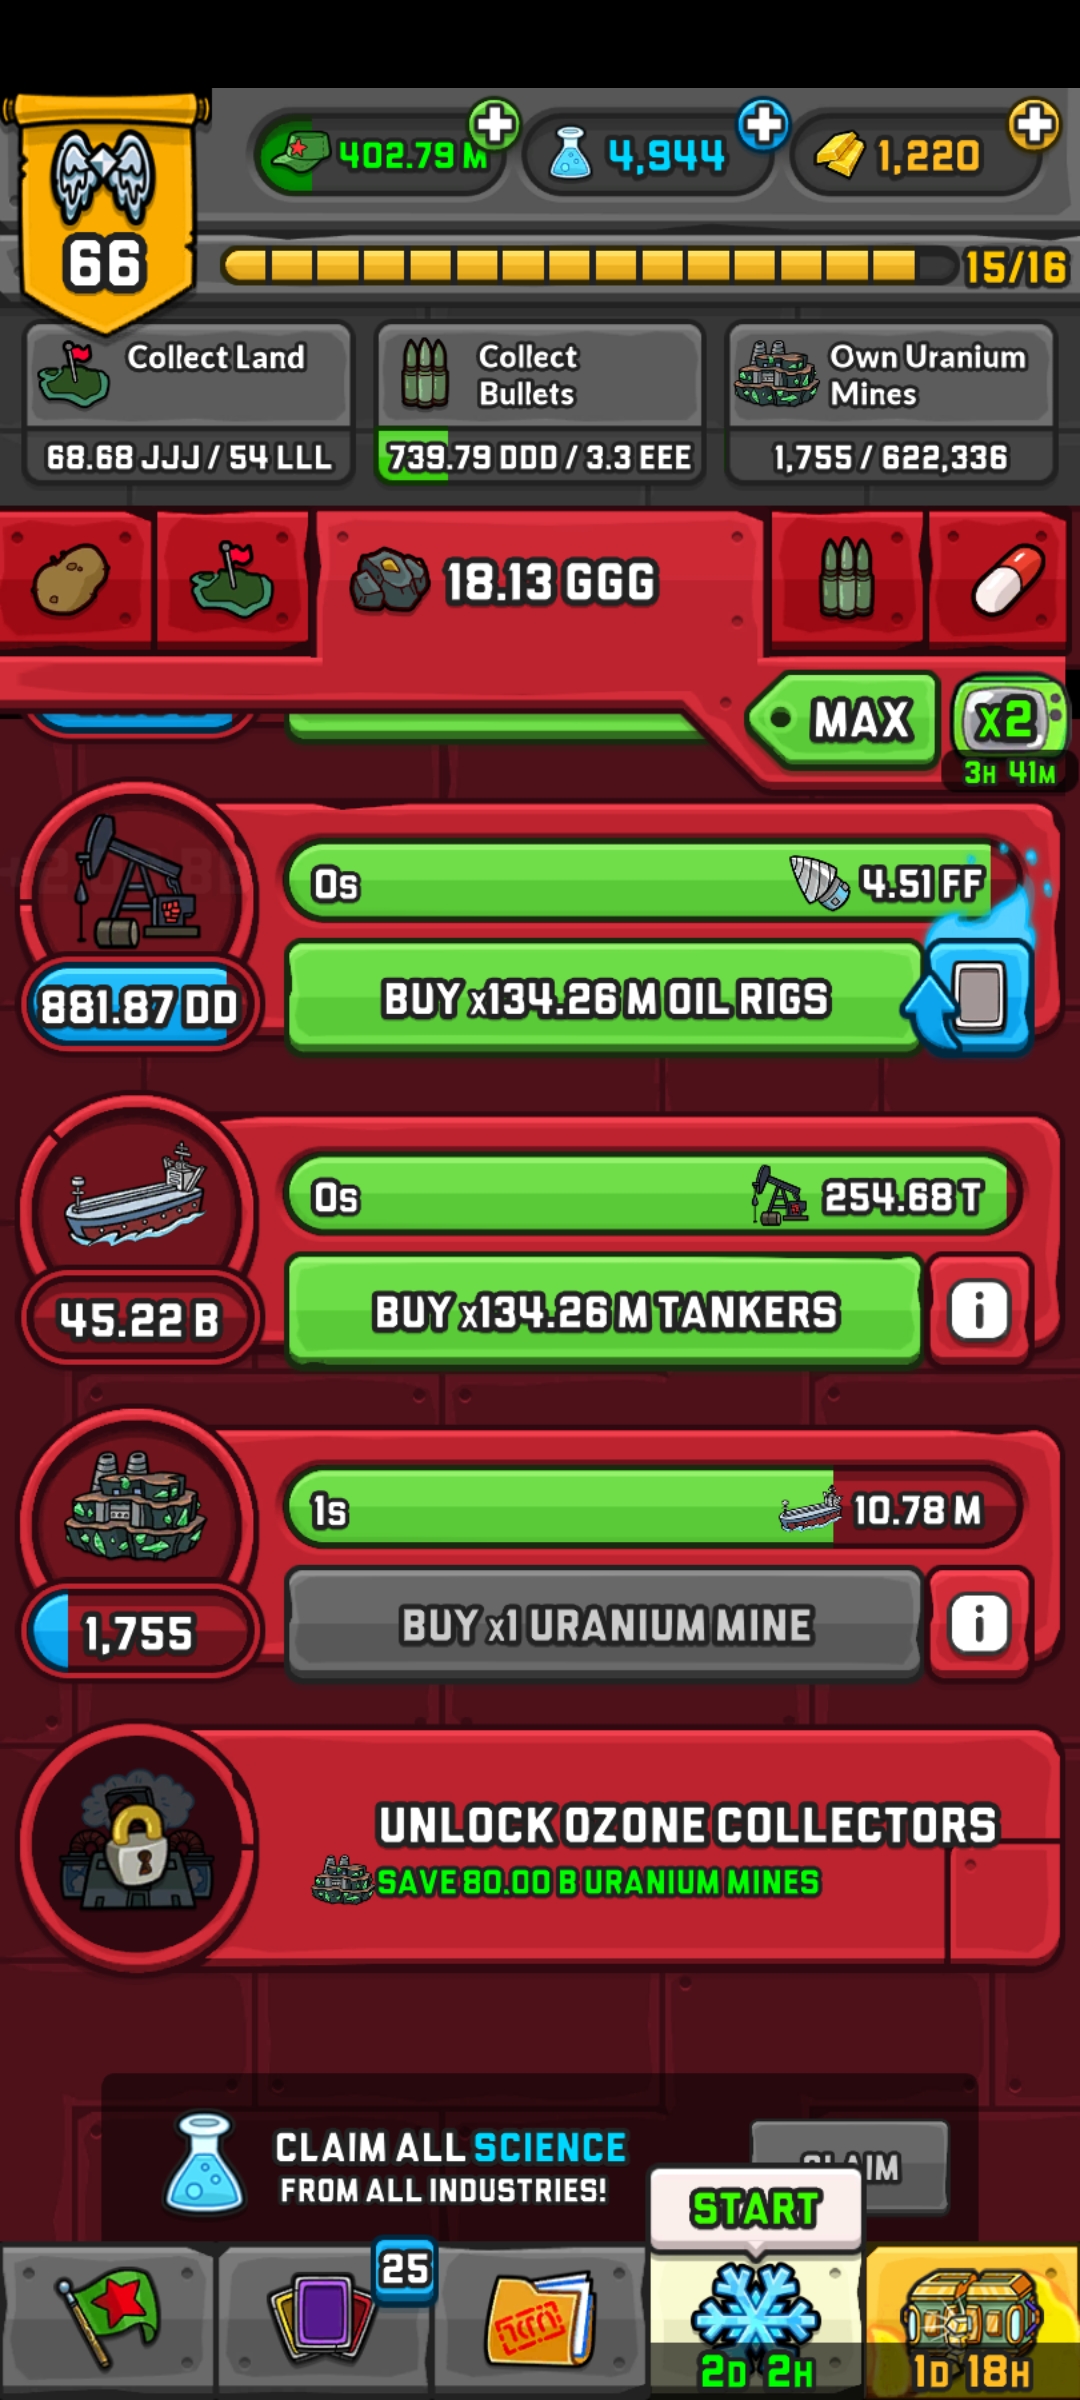 402.79 M
4,944
1,220
66
15/16
Collect Land
68.68 JJJ / 54 LLL
Collect
Bullets
739.79 DDD / 3.3 EEE
Own Uranium
Mines
1,755 / 622,336
18.13 GGG
MAX
x2
3H 41M
0s
4.51 FF
881.87 DD
BUY x134.26 M OIL RIGS
0s
254.68 T
45.22 B
BUY x134.26 M TANKERS
i
1s
10.78 M
1,755
BUY x1 URANIUM MINE
i
UNLOCK OZONE COLLECTORS
SAVE 80.00 B URANIUM MINES
CLAIM ALL SCIENCE
FROM ALL INDUSTRIES!
CLAIM
START
25
2D 2H
1D 18H